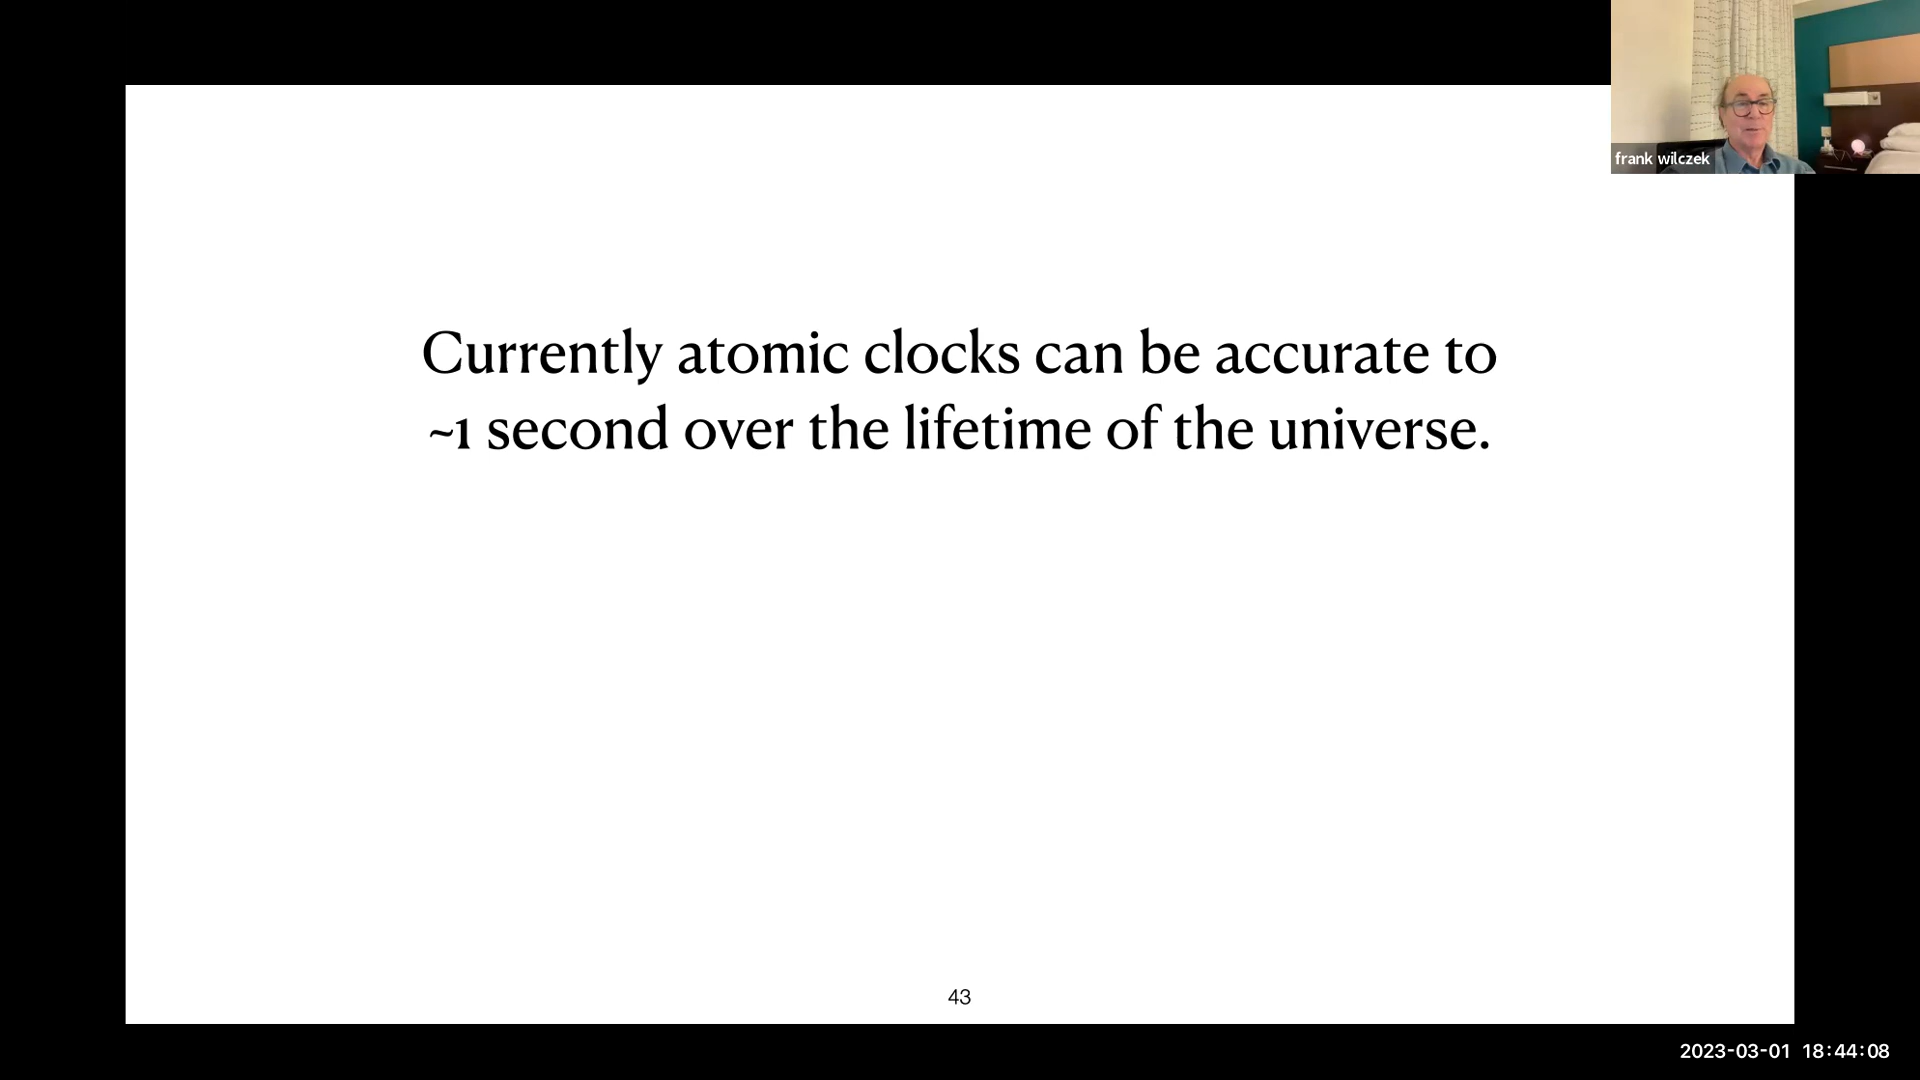 frank wilczek
Currently atomic clocks can be accurate to
~1 second over the lifetime of the universe.
43
2023-03-01 18:44:08